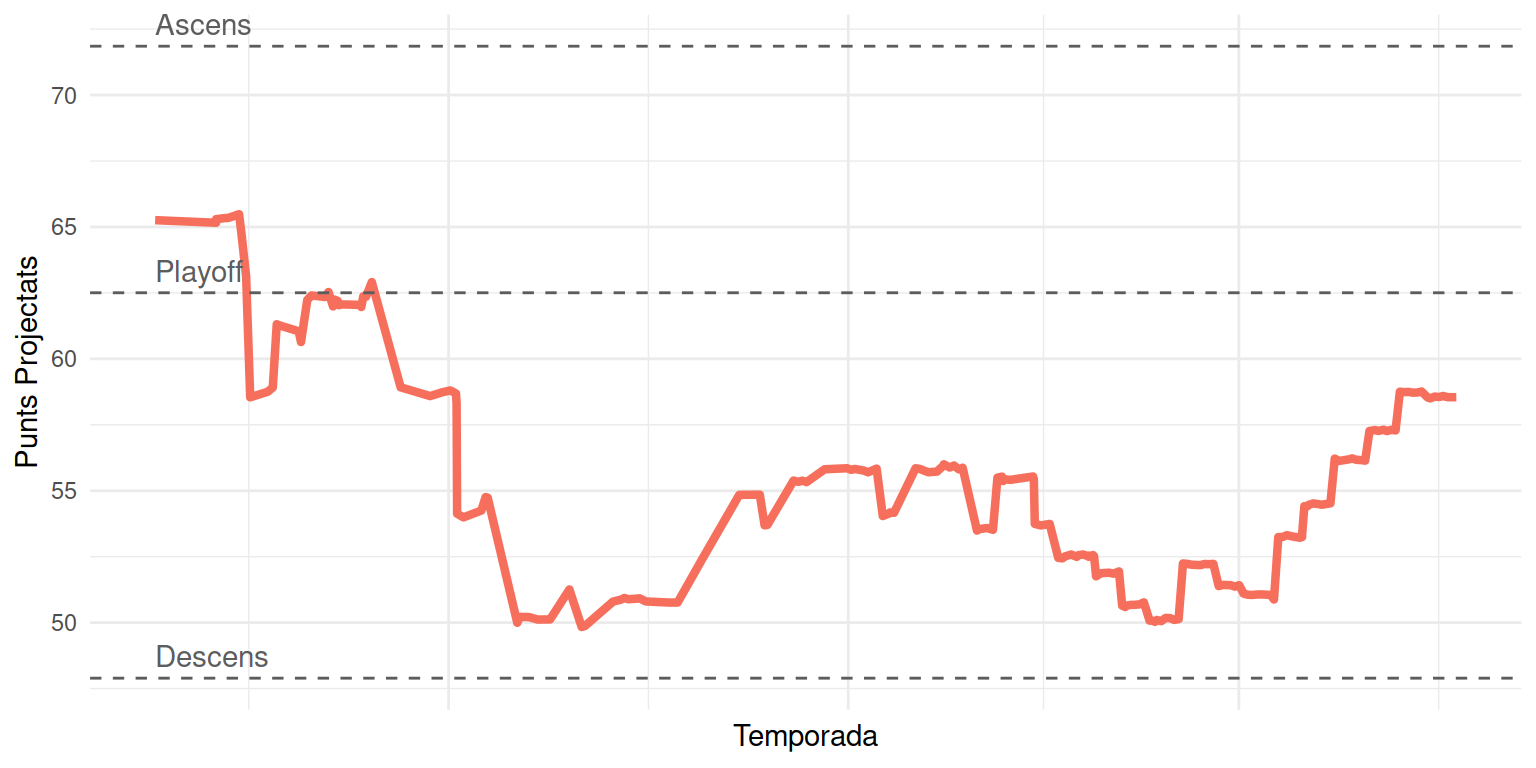 Ascens
70
65
Playoff
60
55
50
Descens
Punts Projectats
Temporada